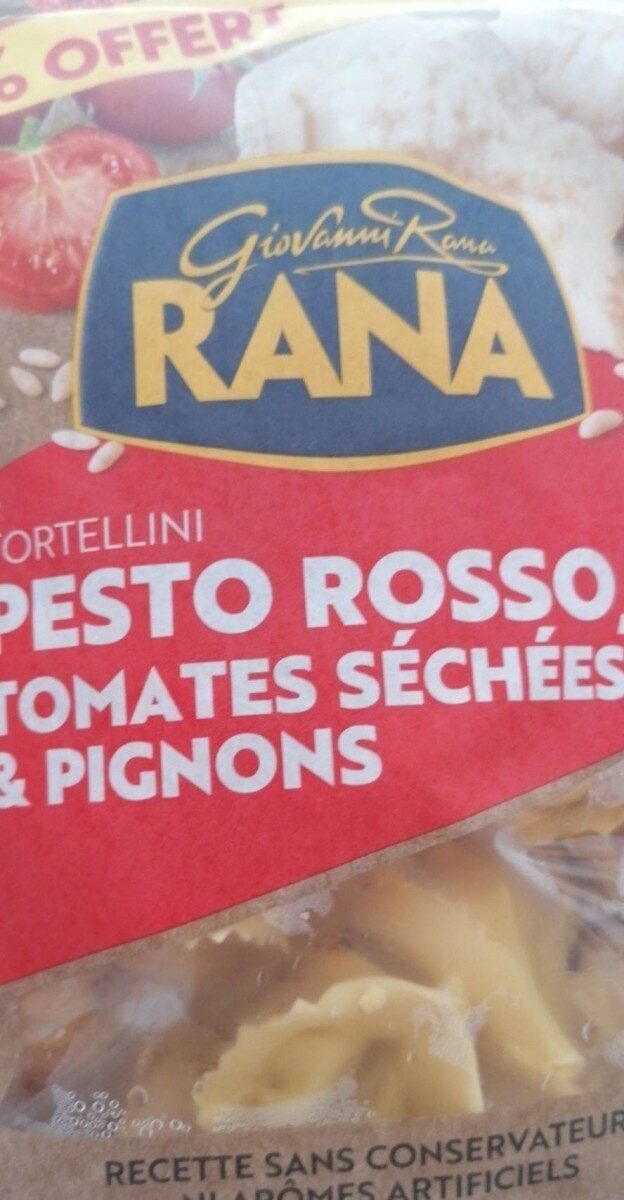 % OFFERT
Giovanni Rana
RANA
TORTELLINI
PESTO ROSSO,
TOMATES SÉCHÉES
& PIGNONS
RECETTE SANS CONSERVATEUR
NI ARÔMES ARTIFICIELS